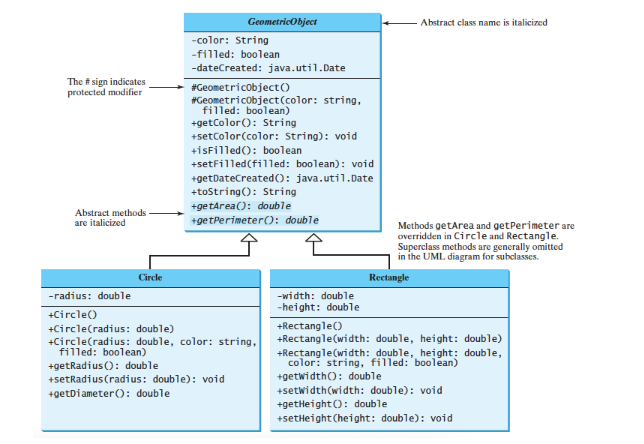 GeometricObject
Abstract class name is italicized
-color: String
-filled: boolean
-dateCreated: java.util.Date
The # sign indicates
protected modifier
#GeometricObject()
#GeometricObject(color: string,
filled: boolean)
+getColor(): String
+setColor(color: String): void
+isFilled(): boolean
+setFilled(filled: boolean): void
+getDateCreated(): java.util.Date
+toString(): String
+getArea(): double
+getPerimeter(): double
Abstract methods
are italicized
Methods getArea and getPerimeter are
overridden in Circle and Rectangle.
Superclass methods are generally omitted
in the UML diagram for subclasses.
Circle
-radius: double
+Circle()
+Circle(radius: double)
+Circle(radius: double, color: string,
filled: boolean)
+getRadius(): double
+setRadius(radius: double): void
+getDiameter(): double
Rectangle
-width: double
-height: double
+Rectangle()
+Rectangle(width: double, height: double)
+Rectangle(width: double, height: double,
color: string, filled: boolean)
+getWidth(): double
+setWidth(width: double): void
+getHeight(): double
+setHeight(height: double): void